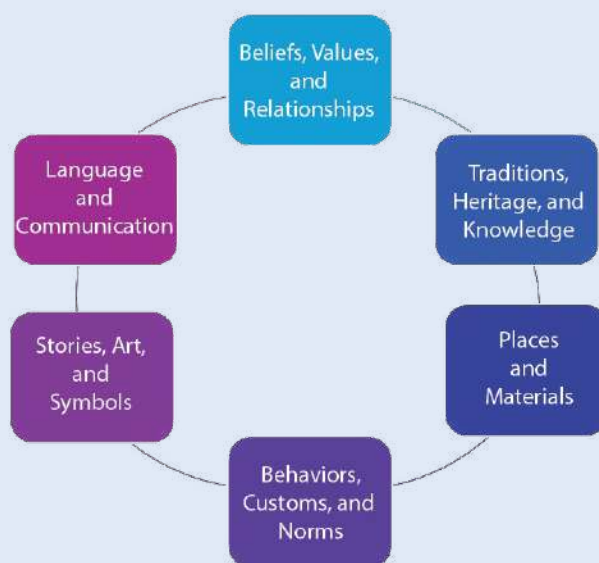 Beliefs, Values,
and
Relationships
Traditions,
Heritage, and
Knowledge
Places
and
Materials
Behaviors,
Customs, and
Norms
Stories, Art,
and
Symbols
Language
and
Communication